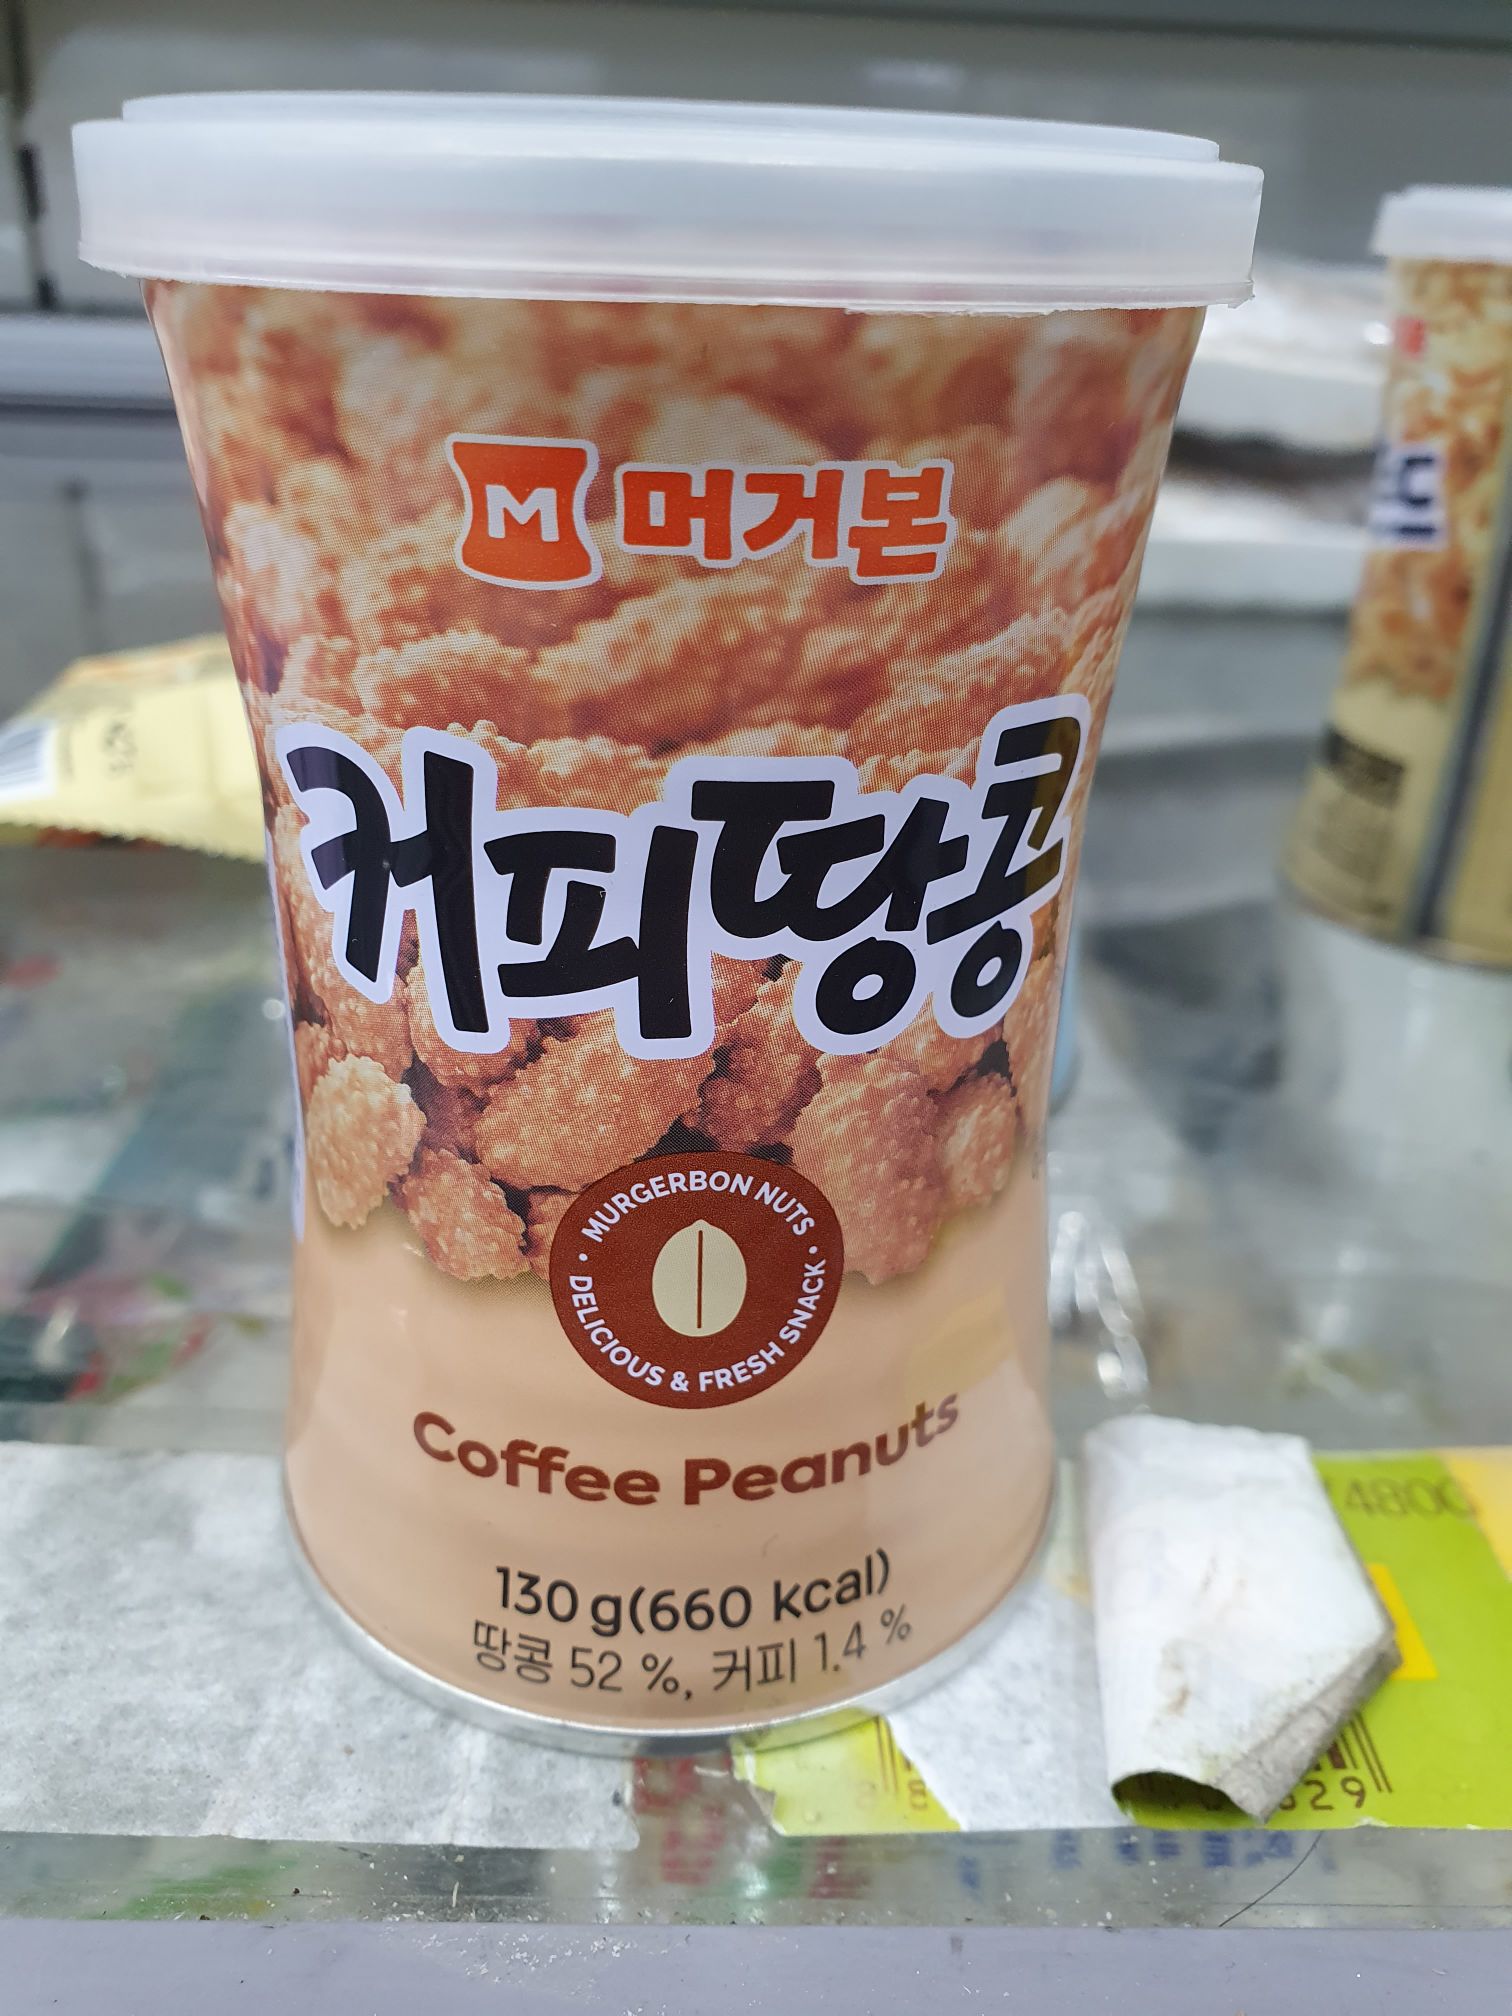 M 머거본
커피땅콩
MURGERBON NUTS
DELICIOUS & FRESH SNACK
Coffee Peanuts
130 g(660 kcal)
땅콩 52 %, 커피 1.4 %